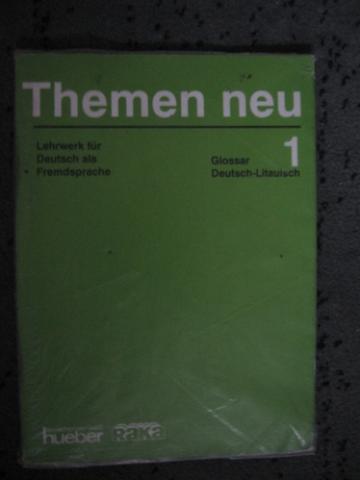 Themen neu
Lehrwerk für
Deutsch als
Fremdsprache
1
Glossar
Deutsch-Litauisch
hueber
Raka